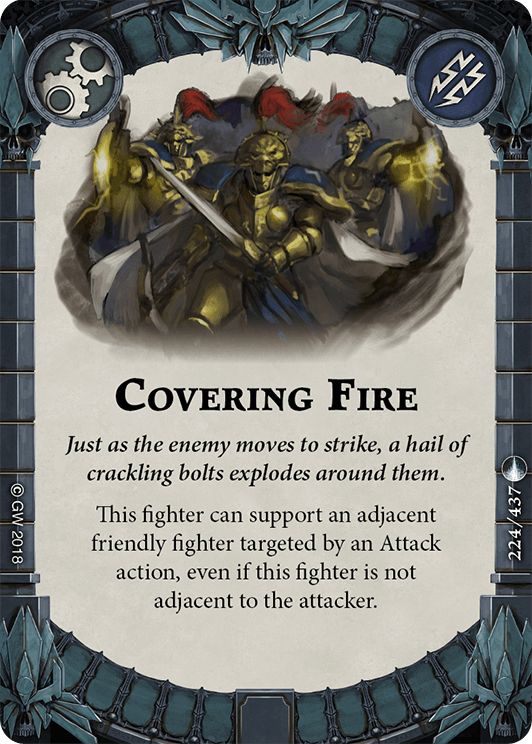 COVERING FIRE
Just as the enemy moves to strike, a hail of
crackling bolts explodes around them.
This fighter can support an adjacent
friendly fighter targeted by an Attack
action, even if this fighter is not
adjacent to the attacker.
© GW 2018
224/437